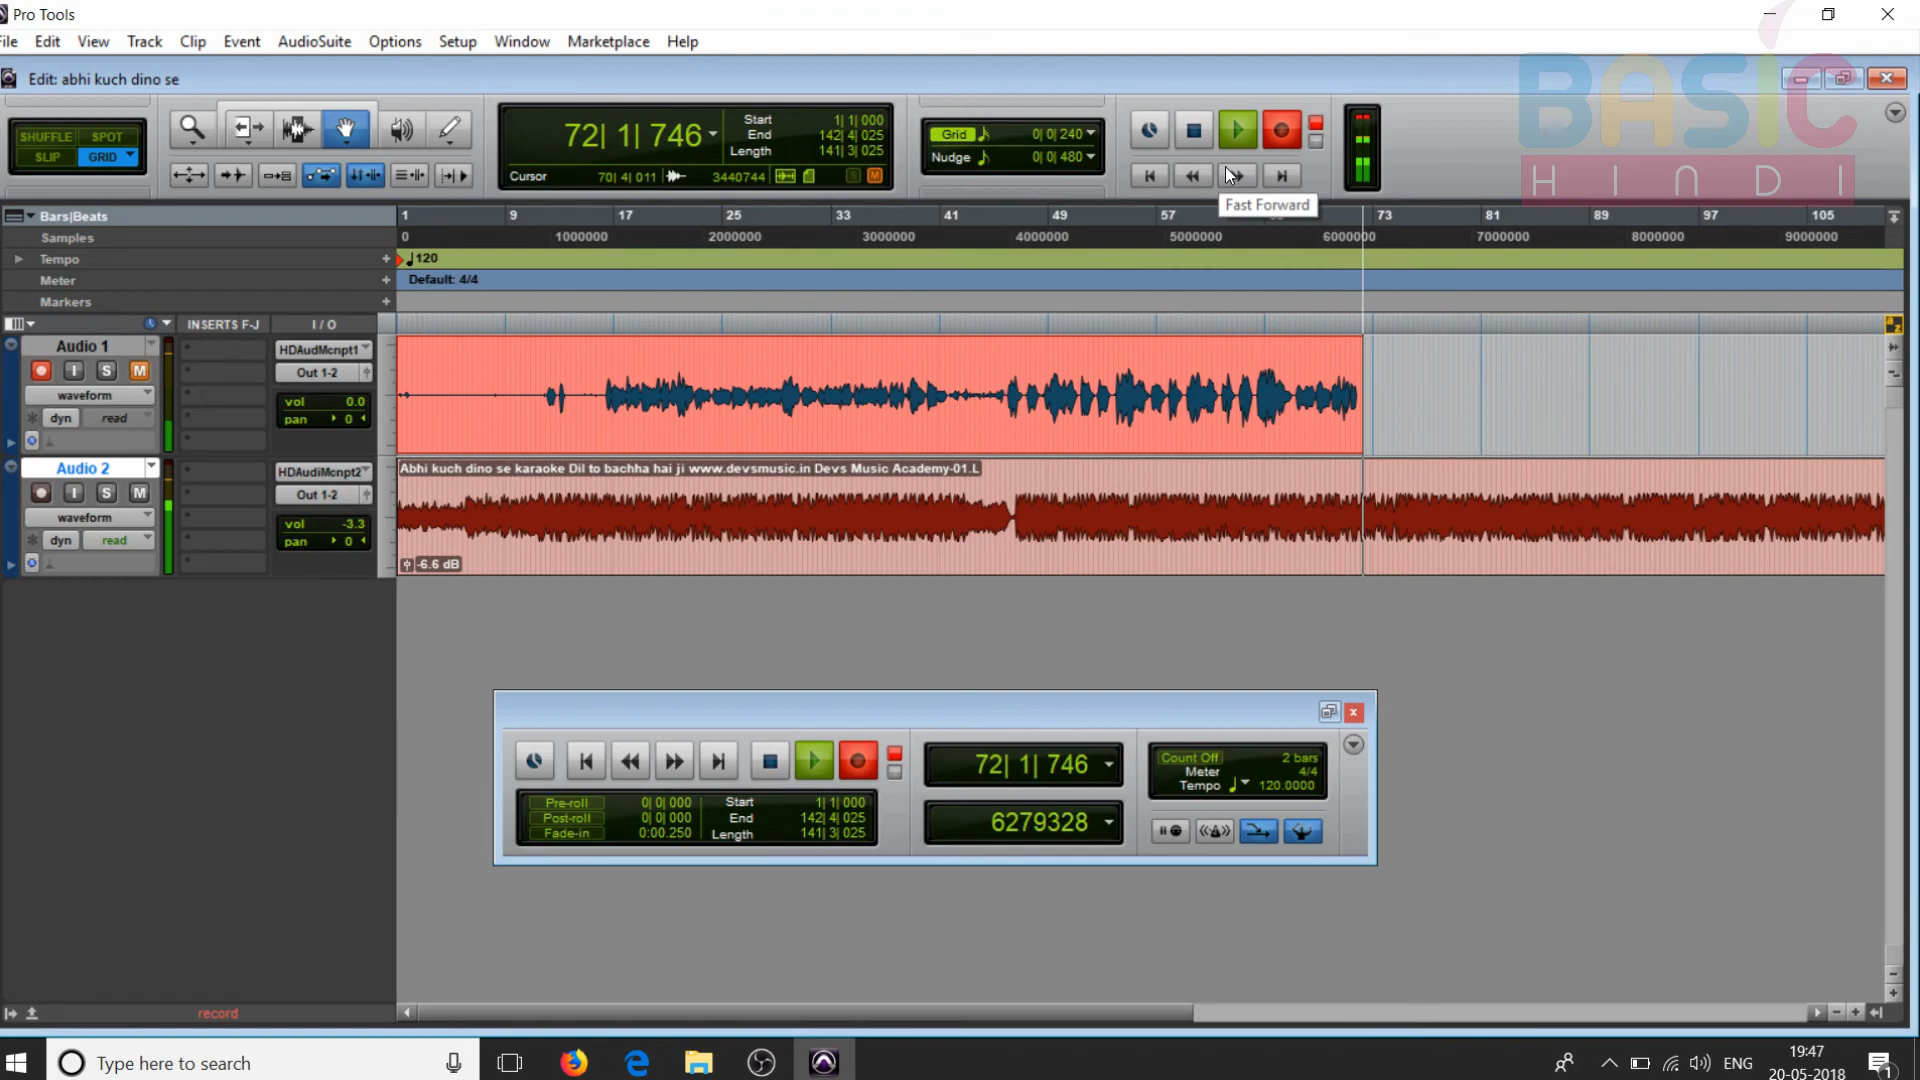 Pro Tools
File Edit View Track Clip Event AudioSuite Options Setup Window Marketplace Help
Edit: abhi kuch dino se
BASIC
HINDI
SHUFFLE SPOT
SLIP GRID
72| 1| 746
Start 1| 1| 000
End 142| 4| 025
Length 141| 3| 025
Cursor 70| 4| 011 3440744 S M
Grid 0| 0| 240
Nudge 0| 0| 480
Fast Forward
Bars|Beats 1 9 17 25 33 41 49 57 73 81 89 97 105
Samples 0 1000000 2000000 3000000 4000000 5000000 6000000 7000000 8000000 9000000
Tempo + 120
Meter + Default: 4/4
Markers +
INSERTS F-J I / O
a z
Audio 1
I S M
HDAudMcnpt1
Out 1-2
waveform
vol 0.0
dyn read
pan 0
Audio 2
Abhi kuch dino se karaoke Dil to bachha hai ji www.devsmusic.in Devs Music Academy-01.L
HDAudiMcnpt2
I S M
Out 1-2
waveform
vol -3.3
dyn read
pan 0
-6.6 dB
72| 1| 746
Count Off 2 bars
Meter 4/4
Tempo 120.0000
Pre-roll 0| 0| 000 Start 1| 1| 000
Post-roll 0| 0| 000 End 142| 4| 025
Fade-in 0:00.250 Length 141| 3| 025
6279328
record
Type here to search
ENG
19:47
20-05-2018
1